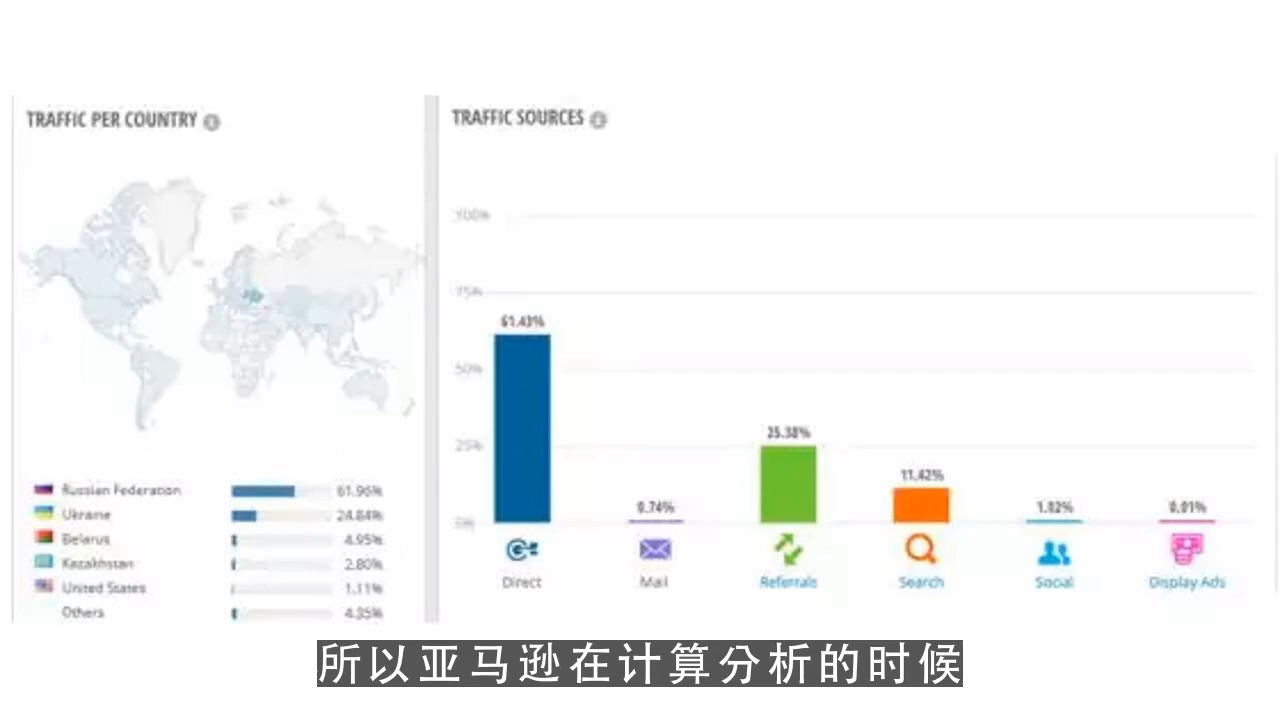 TRAFFIC PER COUNTRY
Russian Federation 61.96%
Ukraine 24.84%
Belarus 4.95%
Kazakhstan 2.80%
United States 1.11%
Others 4.35%
TRAFFIC SOURCES
100%
75%
50%
25%
0%
61.43%
0.74%
25.38%
11.42%
1.02%
0.01%
Direct
Mail
Referrals
Search
Social
Display Ads
所以亚马逊在计算分析的时候